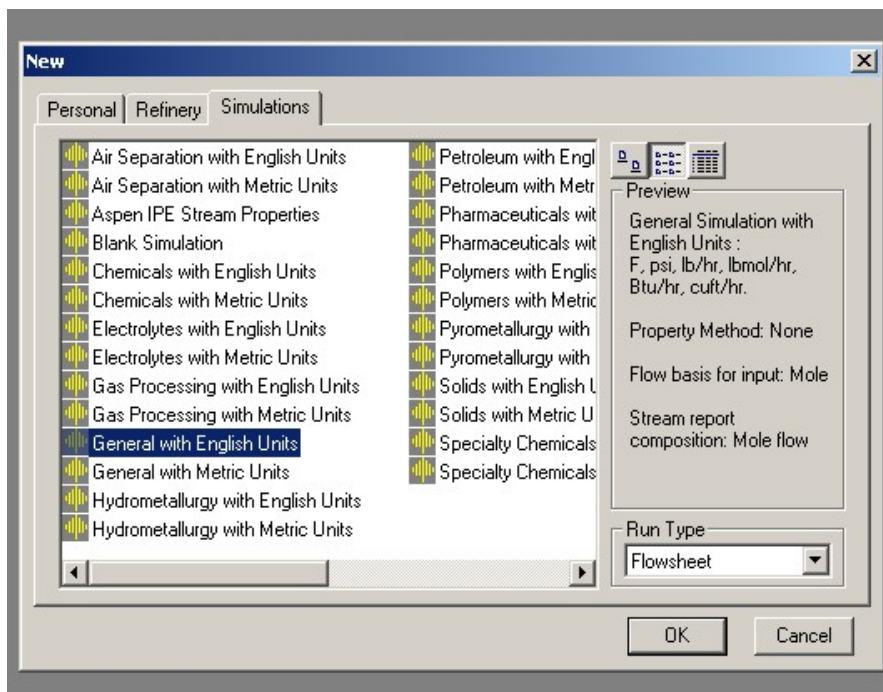 New
Personal
Refinery
Simulations
Air Separation with English Units
Air Separation with Metric Units
Aspen IPE Stream Properties
Blank Simulation
Chemicals with English Units
Chemicals with Metric Units
Electrolytes with English Units
Electrolytes with Metric Units
Gas Processing with English Units
Gas Processing with Metric Units
General with English Units
General with Metric Units
Hydrometallurgy with English Units
Hydrometallurgy with Metric Units
Petroleum with Engl
Petroleum with Metr
Pharmaceuticals wit
Pharmaceuticals wit
Polymers with Englis
Polymers with Metric
Pyrometallurgy with
Pyrometallurgy with
Solids with English U
Solids with Metric U
Specialty Chemicals
Specialty Chemicals
Preview
General Simulation with
English Units :
F, psi, lb/hr, lbmol/hr,
Btu/hr, cuft/hr.
Property Method: None
Flow basis for input: Mole
Stream report
composition: Mole flow
Run Type
Flowsheet
OK
Cancel